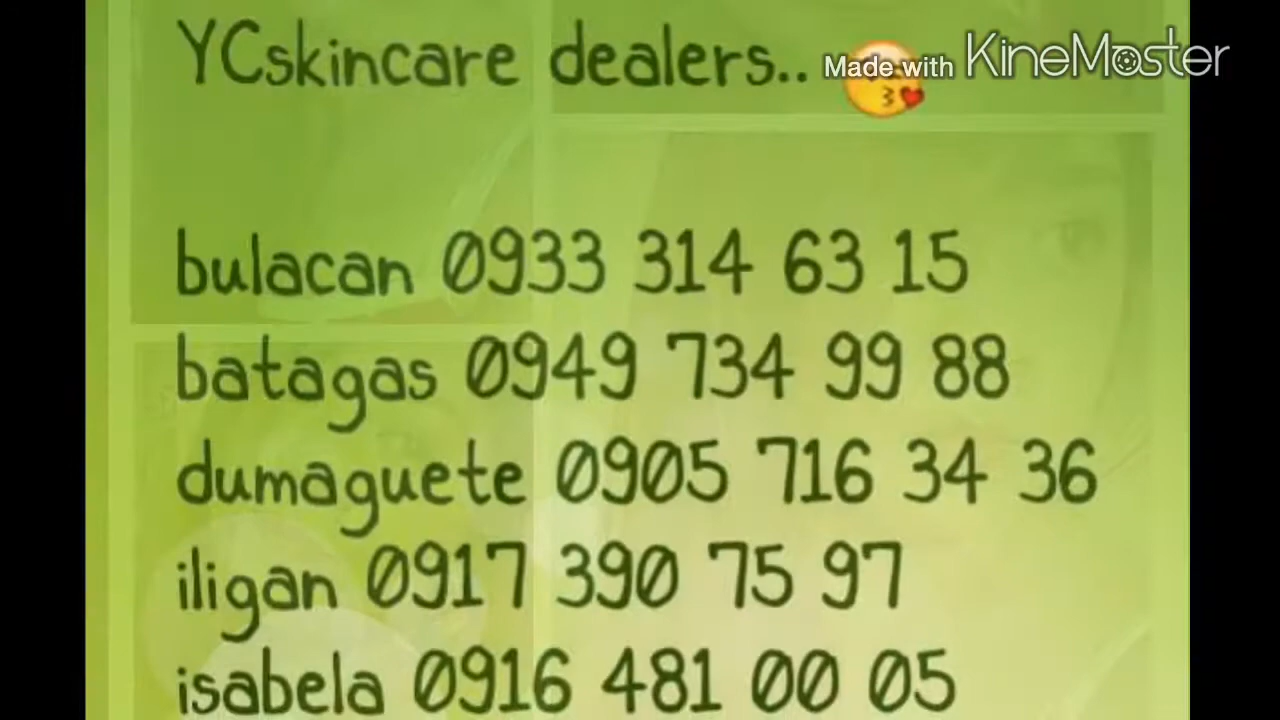 YCskincare dealers..
Made with KineMaster
bulacan 0933 314 63 15
batagas 0949 734 99 88
dumaguete 0905 716 34 36
iligan 0917 390 75 97
isabela 0916 481 00 05